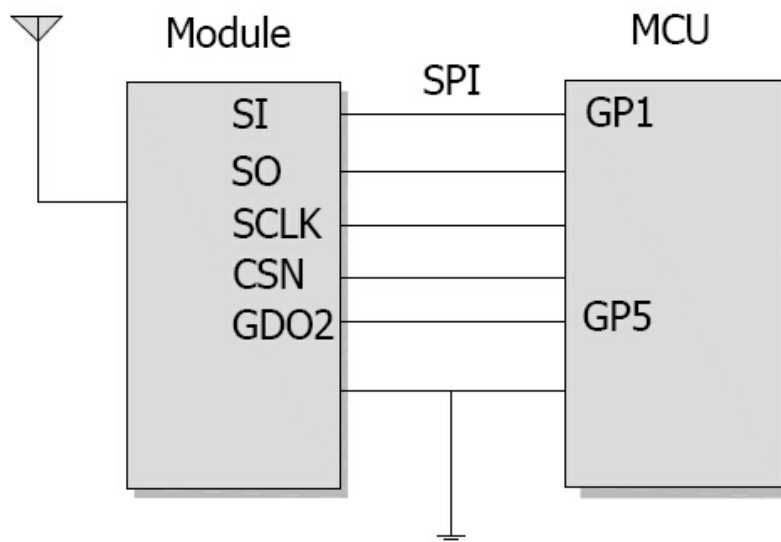 Module
MCU
SPI
SI
GP1
SO
SCLK
CSN
GDO2
GP5